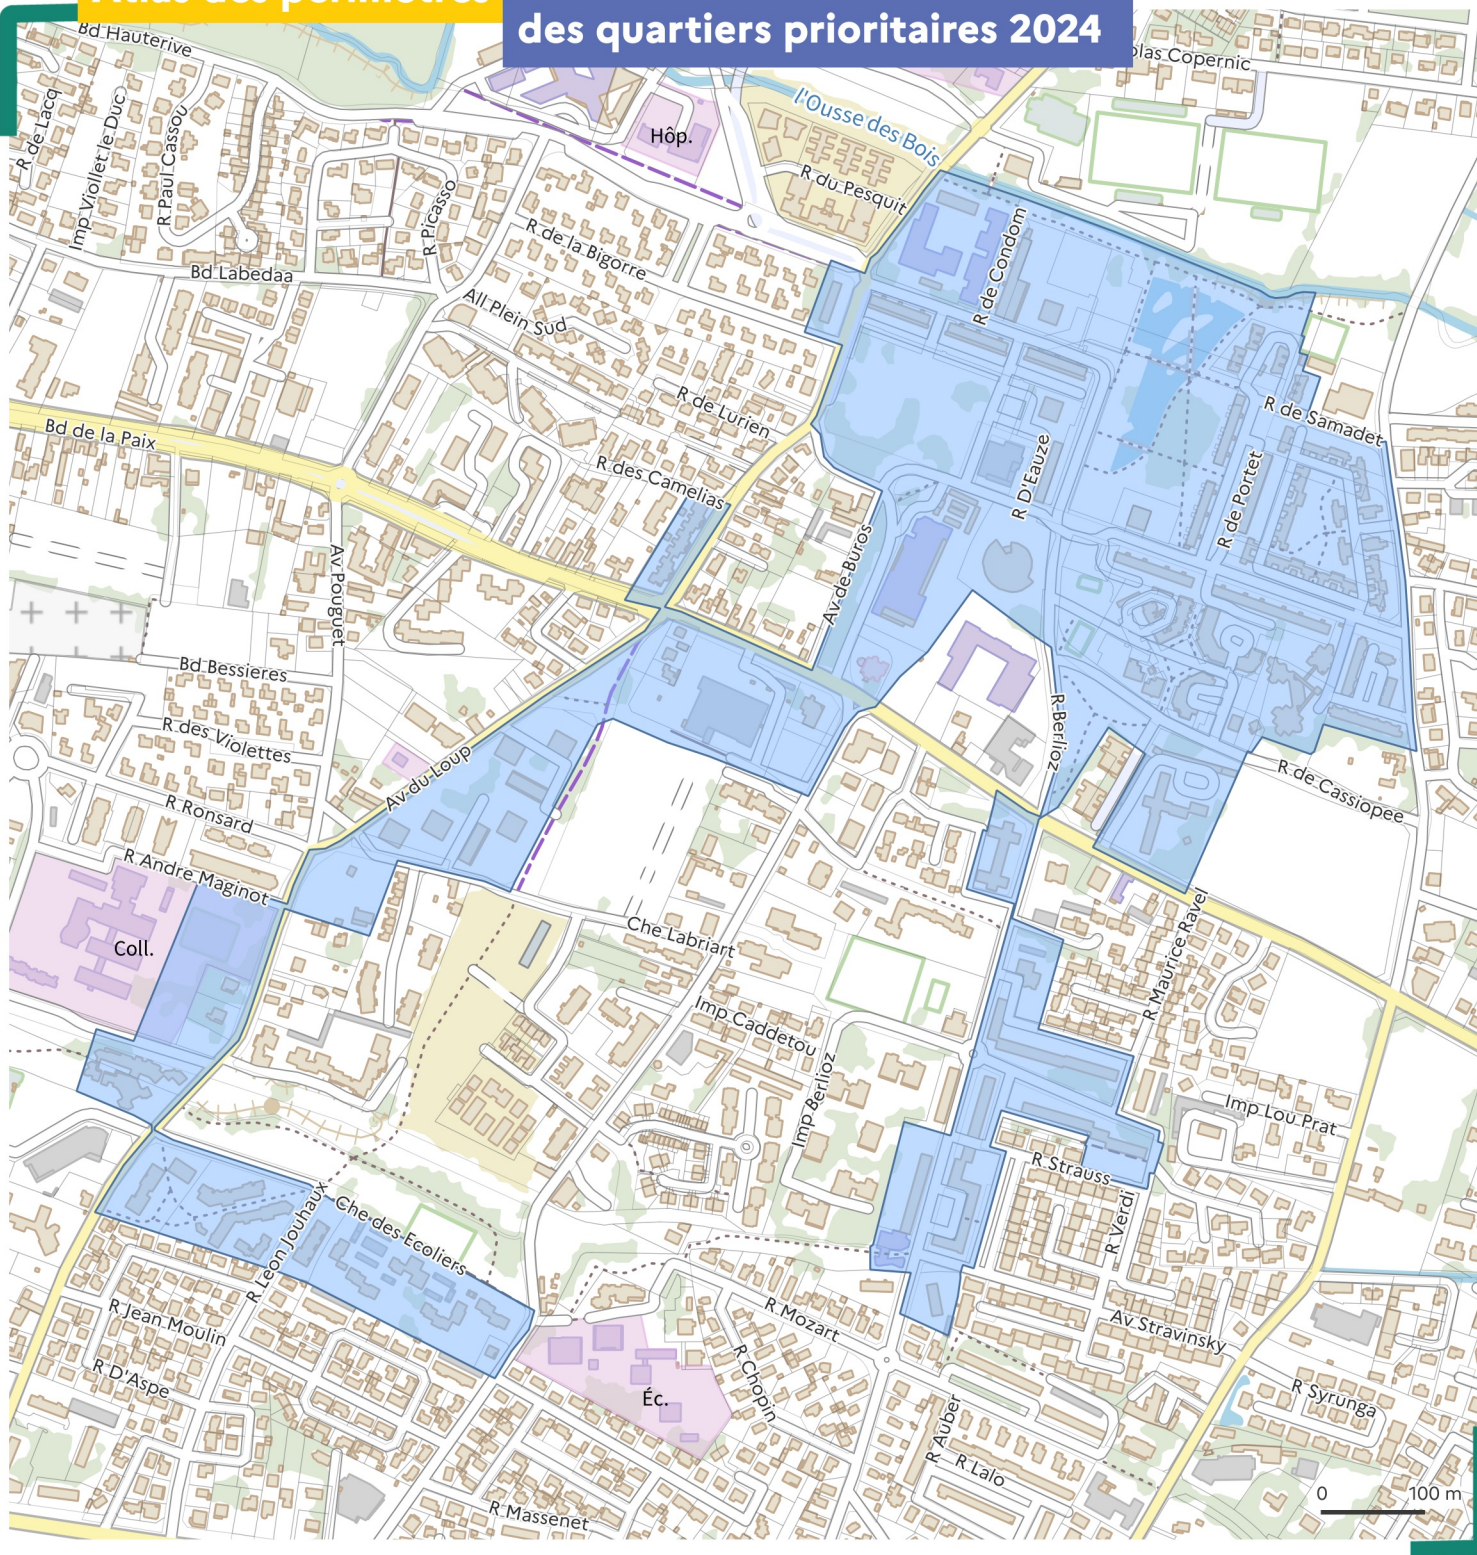 Atlas des périmètres
des quartiers prioritaires 2024
Bd Hauterive
olas Copernic
R de Lacq
Imp Viollet le Duc
R Paul Cassou
R Picasso
Hôp.
l'Ousse des Bois
R du Pesquit
R de la Bigorre
R de Condom
Bd Labedaa
All Plein Sud
R de Lurien
R de Samadet
Bd de la Paix
R des Camelias
R D'Eauze
R de Portet
Av Pouguet
Av de Buros
Bd Bessieres
R des Violettes
R Berlioz
Av du Loup
R de Cassiopee
R Ronsard
R Andre Maginot
Coll.
Che Labriart
R Maurice Ravel
Imp Caddetou
Imp Berlioz
Imp Lou Prat
R Strauss
R Verdi
Che des Ecoliers
R Leon Jouhaux
R Jean Moulin
R Mozart
Av Stravinsky
R D'Aspe
R Chopin
Éc.
R Syrunga
R Auber
R Lalo
R Massenet
0 100 m